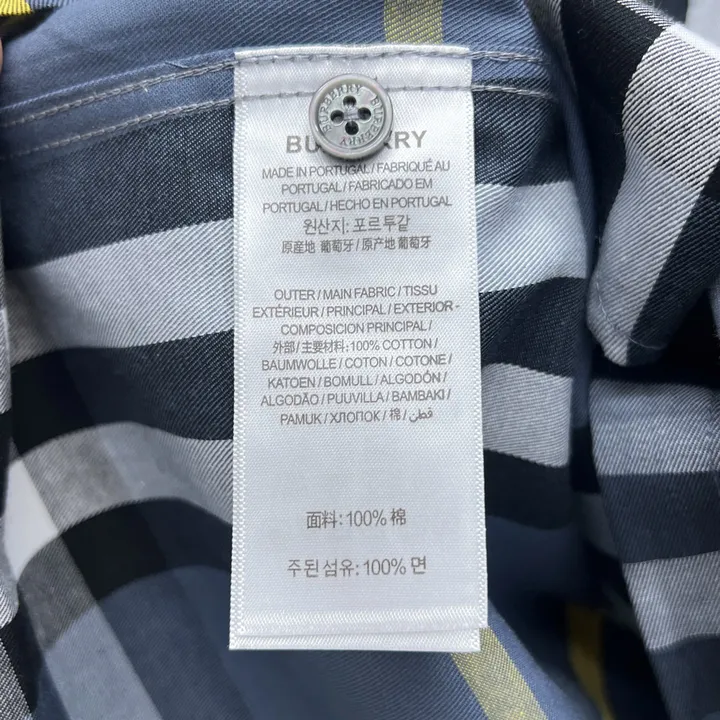 BURBERRY BURBERRY
BURBERRY
MADE IN PORTUGAL / FABRIQUÉ AU
PORTUGAL / FABRICADO EM
PORTUGAL / HECHO EN PORTUGAL
원산지: 포르투갈
原産地 葡萄牙 / 原产地 葡萄牙
OUTER / MAIN FABRIC / TISSU
EXTÉRIEUR / PRINCIPAL / EXTERIOR -
COMPOSICION PRINCIPAL /
外部 / 主要材料: 100% COTTON /
BAUMWOLLE / COTON / COTONE /
KATOEN / BOMULL / ALGODÓN /
ALGODÃO / PUUVILLA / BAMBAKI /
PAMUK / ХЛОПОК / 棉 / قطن
面料: 100% 棉
주된 섬유: 100% 면